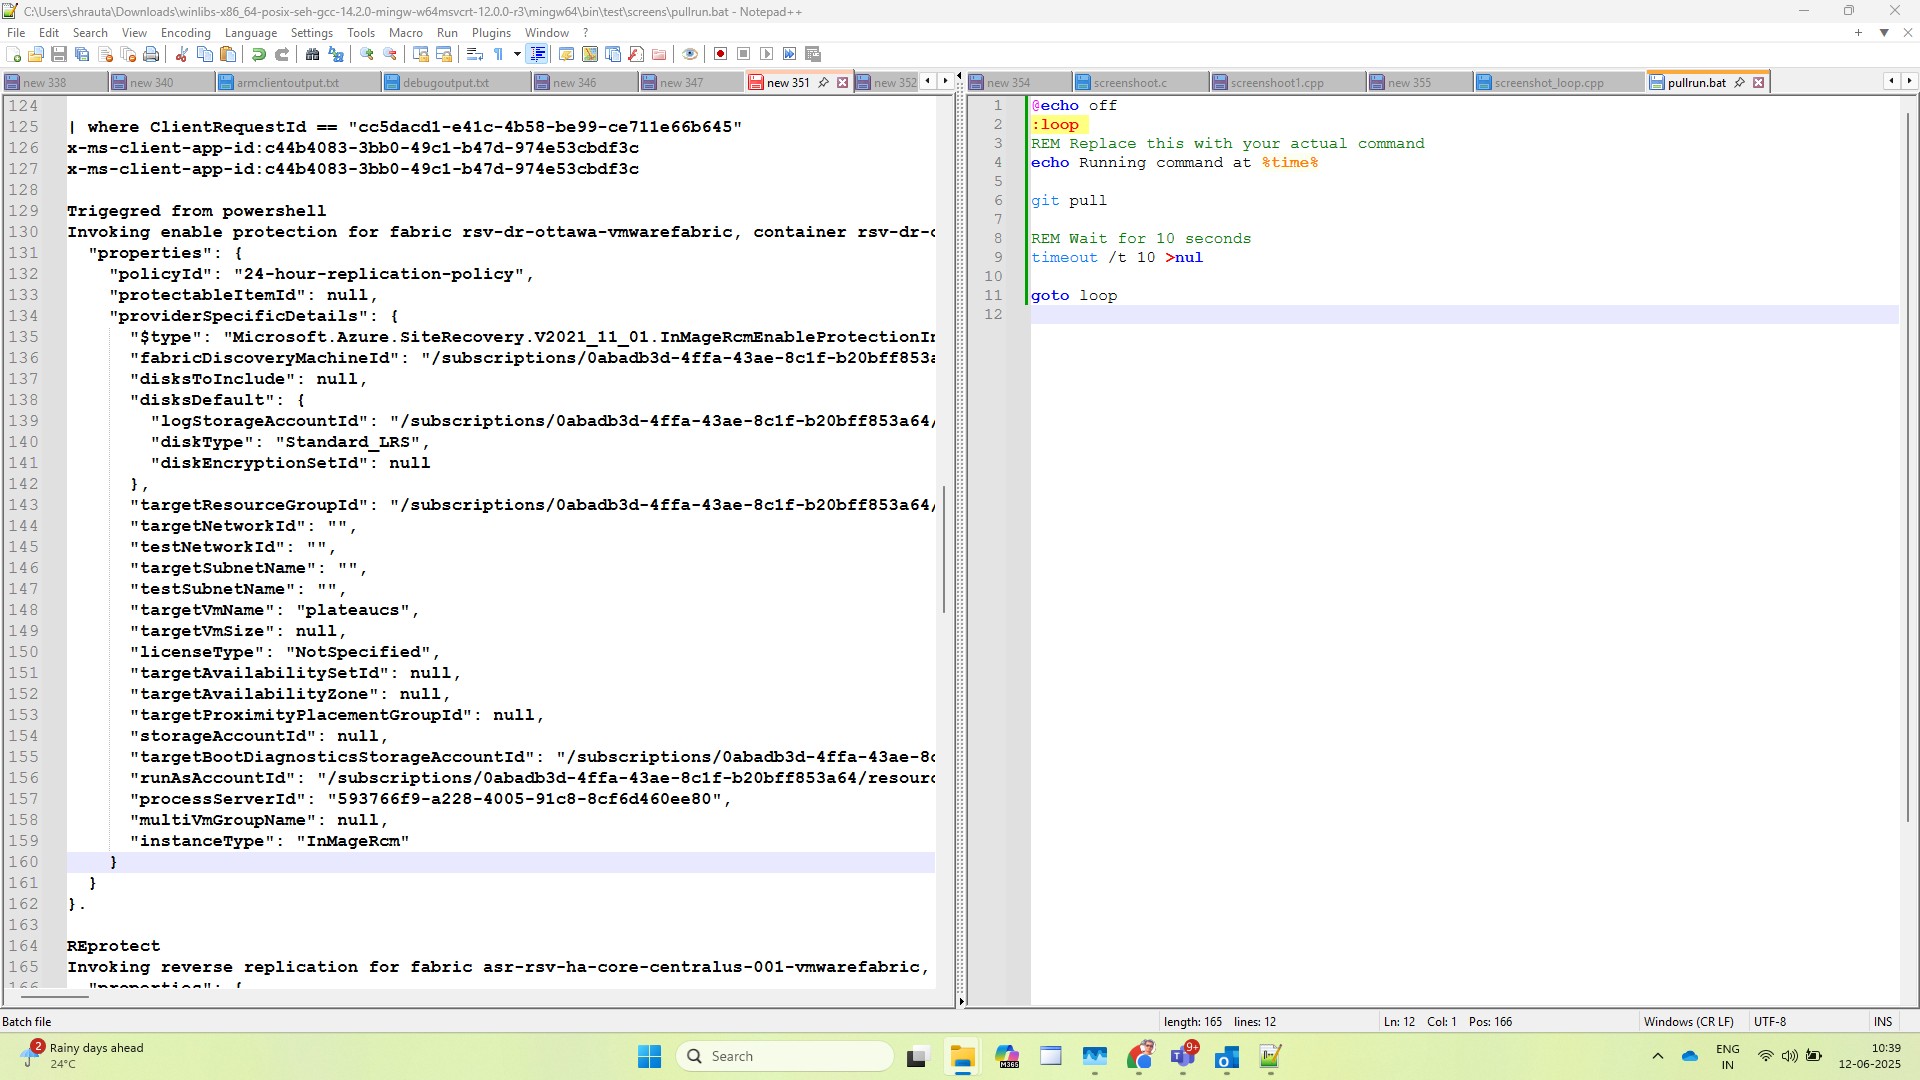 C:\Users\shrauta\Downloads\winlibs-x86_64-posix-seh-gcc-14.2.0-mingw-w64msvcrt-12.0.0-r3\mingw64\bin\test\screens\pullrun.bat - Notepad++
File Edit Search View Encoding Language Settings Tools Macro Run Plugins Window ?
new 338 new 340 armclientoutput.txt debugoutput.txt new 346 new 347 new 351 new 352 new 354 screenshoot.c screenshoot1.cpp new 355 screenshot_loop.cpp pullrun.bat
124
125 | where ClientRequestId == "cc5dacd1-e41c-4b58-be99-ce711e66b645"
126 x-ms-client-app-id:c44b4083-3bb0-49c1-b47d-974e53cbdf3c
127 x-ms-client-app-id:c44b4083-3bb0-49c1-b47d-974e53cbdf3c
128
129 Trigegred from powershell
130 Invoking enable protection for fabric rsv-dr-ottawa-vmwarefabric, container rsv-dr-
131 "properties": {
132 "policyId": "24-hour-replication-policy",
133 "protectableItemId": null,
134 "providerSpecificDetails": {
135 "$type": "Microsoft.Azure.SiteRecovery.V2021_11_01.InMageRcmEnableProtectionI
136 "fabricDiscoveryMachineId": "/subscriptions/0abadb3d-4ffa-43ae-8c1f-b20bff853a
137 "disksToInclude": null,
138 "disksDefault": {
139 "logStorageAccountId": "/subscriptions/0abadb3d-4ffa-43ae-8c1f-b20bff853a64/
140 "diskType": "Standard_LRS",
141 "diskEncryptionSetId": null
142 },
143 "targetResourceGroupId": "/subscriptions/0abadb3d-4ffa-43ae-8c1f-b20bff853a64/
144 "targetNetworkId": "",
145 "testNetworkId": "",
146 "targetSubnetName": "",
147 "testSubnetName": "",
148 "targetVmName": "plateaucs",
149 "targetVmSize": null,
150 "licenseType": "NotSpecified",
151 "targetAvailabilitySetId": null,
152 "targetAvailabilityZone": null,
153 "targetProximityPlacementGroupId": null,
154 "storageAccountId": null,
155 "targetBootDiagnosticsStorageAccountId": "/subscriptions/0abadb3d-4ffa-43ae-8
156 "runAsAccountId": "/subscriptions/0abadb3d-4ffa-43ae-8c1f-b20bff853a64/resour
157 "processServerId": "593766f9-a228-4005-91c8-8cf6d460ee80",
158 "multiVmGroupName": null,
159 "instanceType": "InMageRcm"
160 }
161 }
162 }.
163
164 REprotect
165 Invoking reverse replication for fabric asr-rsv-ha-core-centralus-001-vmwarefabric,
166 "properties": {
1 @echo off
2 :loop
3 REM Replace this with your actual command
4 echo Running command at %time%
5
6 git pull
7
8 REM Wait for 10 seconds
9 timeout /t 10 >nul
10
11 goto loop
12
Batch file length: 165 lines: 12 Ln: 12 Col: 1 Pos: 166 Windows (CR LF) UTF-8 INS
2 Rainy days ahead
24°C
Search
M365
9+
ENG
IN
10:39
12-06-2025